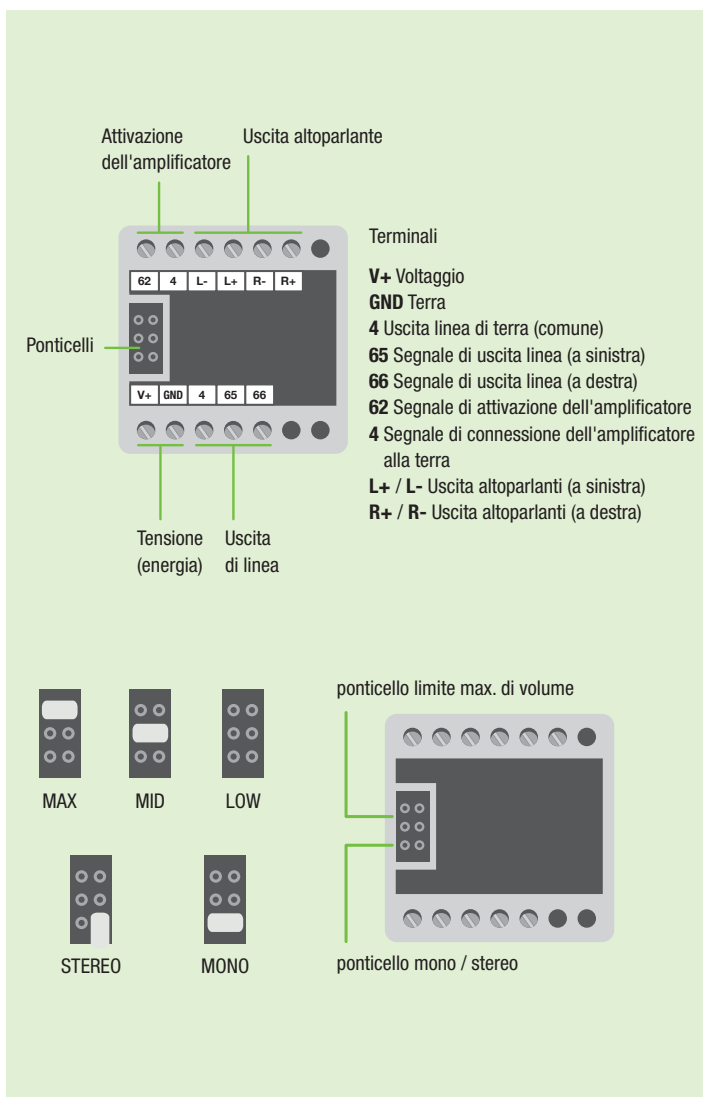 Attivazione
dell'amplificatore
Uscita altoparlante
62 4 L- L+ R- R+
Ponticelli
V+ GND 4 65 66
Tensione
(energia)
Uscita
di linea
Terminali
V+ Voltaggio
GND Terra
4 Uscita linea di terra (comune)
65 Segnale di uscita linea (a sinistra)
66 Segnale di uscita linea (a destra)
62 Segnale di attivazione dell'amplificatore
4 Segnale di connessione dell'amplificatore
alla terra
L+ / L- Uscita altoparlanti (a sinistra)
R+ / R- Uscita altoparlanti (a destra)
MAX
MID
LOW
STEREO
MONO
ponticello limite max. di volume
ponticello mono / stereo